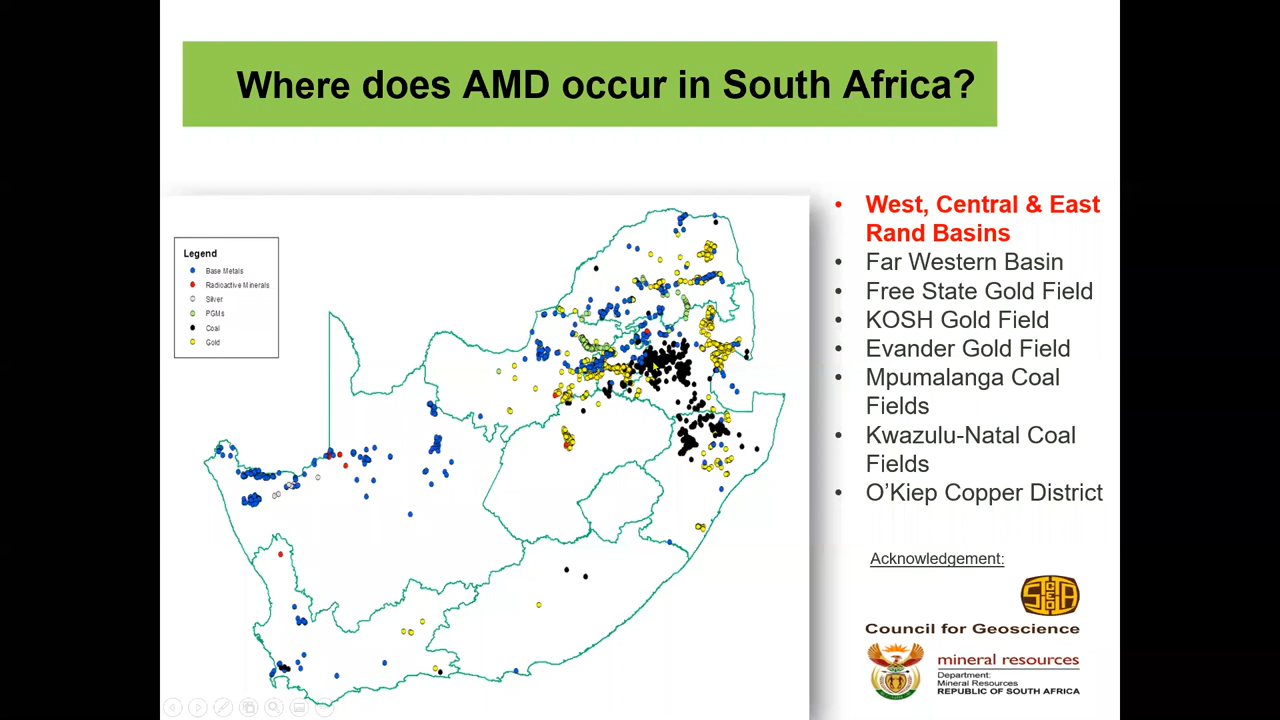 Where does AMD occur in South Africa?
Legend
Base Metals
Radioactive Minerals
Silver
PGMs
Coal
Gold
• West, Central & East
Rand Basins
• Far Western Basin
• Free State Gold Field
• KOSH Gold Field
• Evander Gold Field
• Mpumalanga Coal
Fields
• Kwazulu-Natal Coal
Fields
• O’Kiep Copper District
Acknowledgement:
Council for Geoscience
mineral resources
Department:
Mineral Resources
REPUBLIC OF SOUTH AFRICA